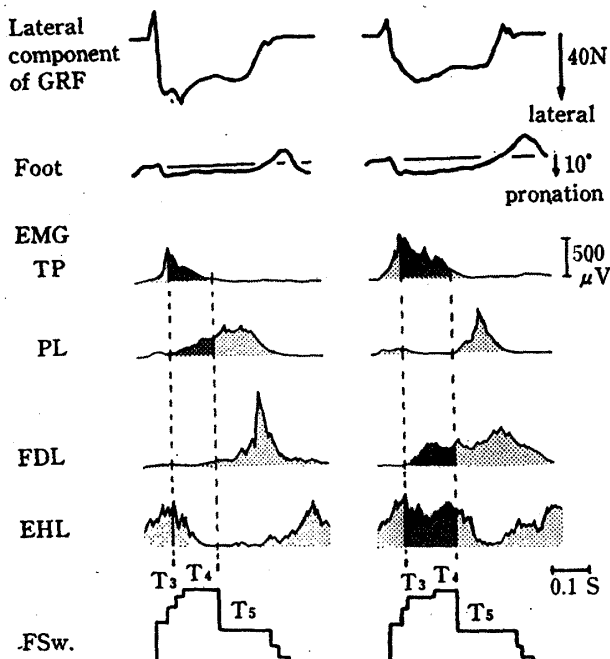 Lateral
component
of GRF
40N
lateral
Foot
10°
pronation
EMG
TP
500
μV
PL
FDL
EHL
T3 T4 T3 T4
0.1 S
T5 T5
FSw.